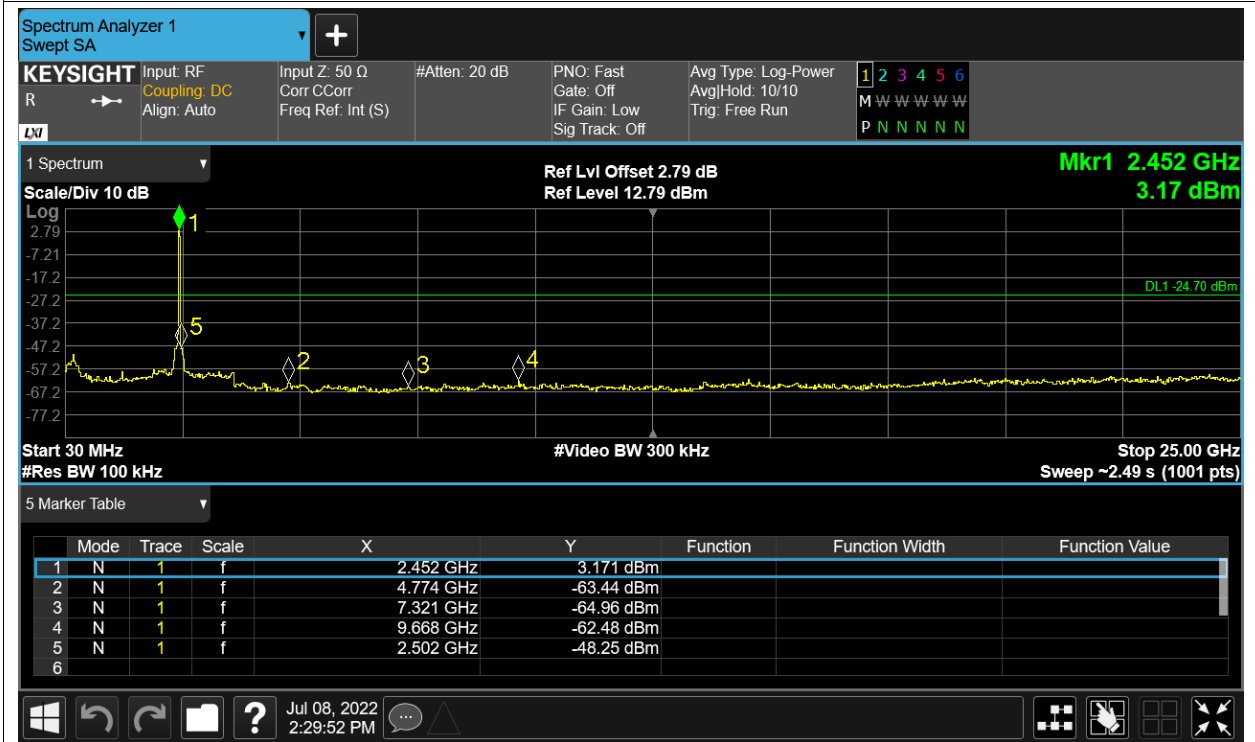 Spectrum Analyzer 1
Swept SA
KEYSIGHT
R
LXI
Input: RF
Coupling: DC
Align: Auto
Input Z: 50 Ω
Corr CCorr
Freq Ref: Int (S)
#Atten: 20 dB
PNO: Fast
Gate: Off
IF Gain: Low
Sig Track: Off
Avg Type: Log-Power
Avg|Hold: 10/10
Trig: Free Run
1 2 3 4 5 6
M W W W W W
P N N N N N
1 Spectrum
Scale/Div 10 dB
Ref Lvl Offset 2.79 dB
Ref Level 12.79 dBm
Mkr1 2.452 GHz
3.17 dBm
Log
2.79
-7.21
-17.2
-27.2
-37.2
-47.2
-57.2
-67.2
-77.2
1
5
2
3
4
DL1 -24.70 dBm
Start 30 MHz
#Res BW 100 kHz
#Video BW 300 kHz
Stop 25.00 GHz
Sweep ~2.49 s (1001 pts)
5 Marker Table
Mode Trace Scale X Y Function Function Width Function Value
1 N 1 f 2.452 GHz 3.171 dBm
2 N 1 f 4.774 GHz -63.44 dBm
3 N 1 f 7.321 GHz -64.96 dBm
4 N 1 f 9.668 GHz -62.48 dBm
5 N 1 f 2.502 GHz -48.25 dBm
6
?
Jul 08, 2022
2:29:52 PM